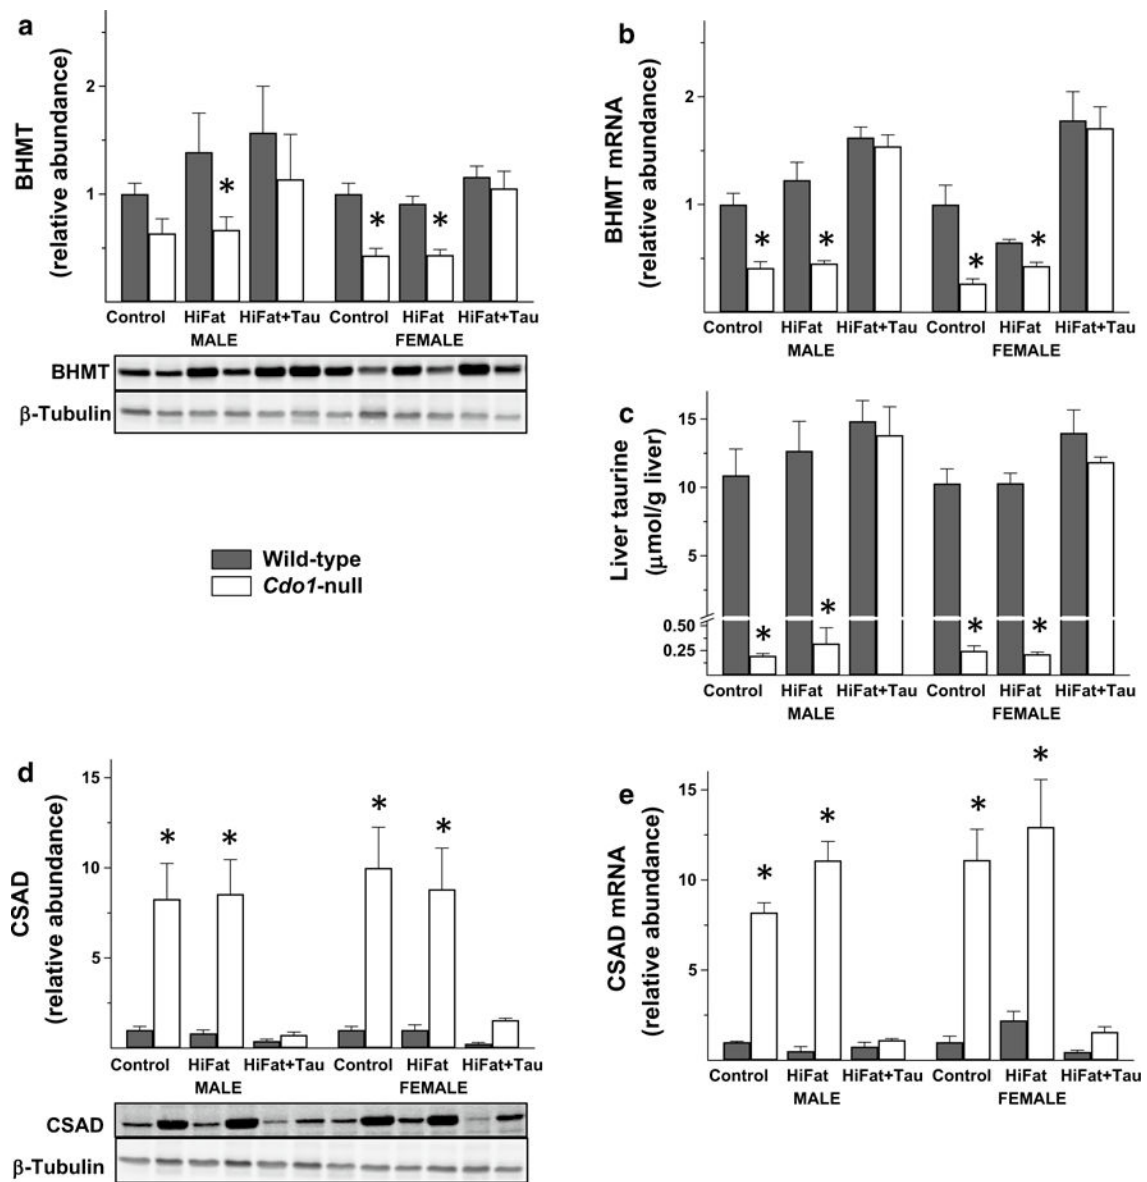 a
BHMT
(relative abundance)
2
1
Control HiFat HiFat+Tau Control HiFat HiFat+Tau
MALE FEMALE
BHMT
β-Tubulin
b
BHMT mRNA
(relative abundance)
2
1
* * * *
Control HiFat HiFat+Tau Control HiFat HiFat+Tau
MALE FEMALE
Wild-type
Cdo1-null
c
Liver taurine
(μmol/g liver)
15
10
5
0.50
0.25
* * * *
Control HiFat HiFat+Tau Control HiFat HiFat+Tau
MALE FEMALE
d
CSAD
(relative abundance)
15
10
5
* * * *
Control HiFat HiFat+Tau Control HiFat HiFat+Tau
MALE FEMALE
CSAD
β-Tubulin
e
CSAD mRNA
(relative abundance)
15
10
5
* * * *
Control HiFat HiFat+Tau Control HiFat HiFat+Tau
MALE FEMALE